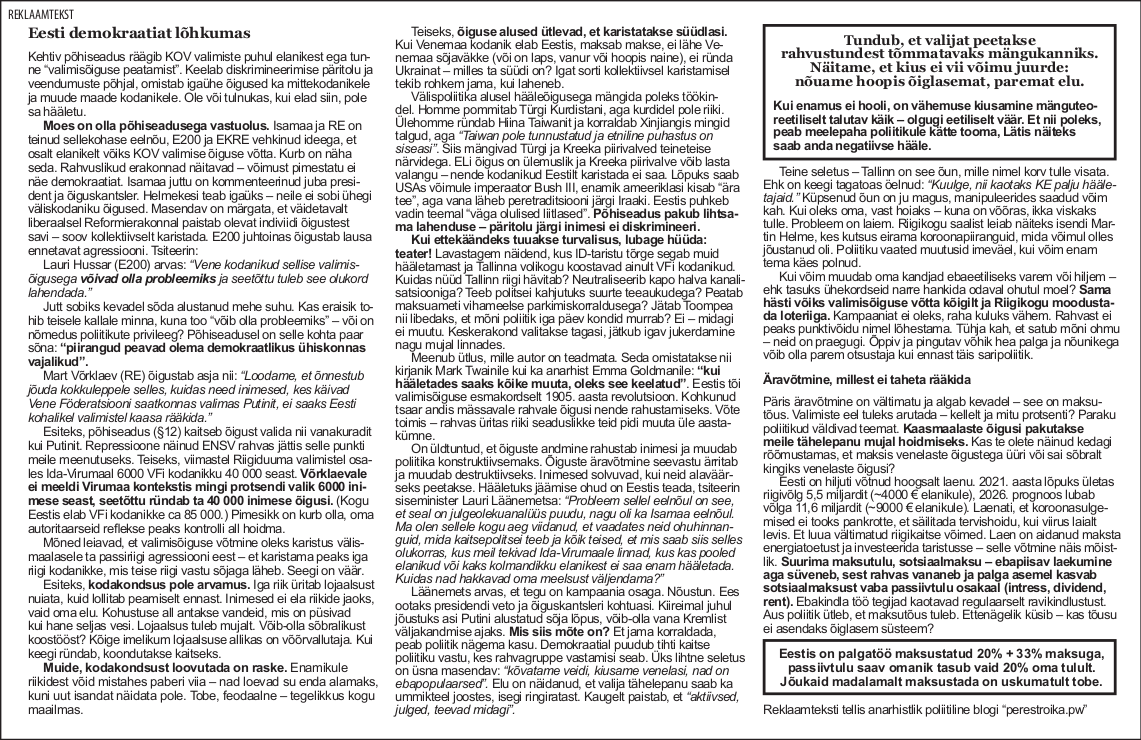 REKLAAMTEKST
Eesti demokraatiat lõhkumas
Kehtiv põhiseadus räägib KOV valimiste puhul elanikest ega tun-
ne “valimisõiguse peatamist”. Keelab diskrimineerimise päritolu ja
veendumuste põhjal, omistab igaühe õigused ka mittekodanikele
ja muude maade kodanikele. Ole või tulnukas, kui elad siin, pole
sa hääletu.
Moes on olla põhiseadusega vastuolus. Isamaa ja RE on
teinud sellekohase eelnõu, E200 ja EKRE vehkinud ideega, et
osalt elanikelt võiks KOV valimise õiguse võtta. Kurb on näha
seda. Rahvuslikud erakonnad näitavad – võimust pimestatu ei
näe demokraatiat. Isamaa juttu on kommenteerinud juba presi-
dent ja õiguskantsler. Helmekesi teab igaüks – neile ei sobi ühegi
väliskodaniku õigused. Masendav on märgata, et väidetavalt
liberaalsel Reformierakonnal paistab olevat indiviidi õigustest
savi – soov kollektiivselt karistada. E200 juhtoinas õigustab lausa
ennetavat agressiooni. Tsiteerin:
Lauri Hussar (E200) arvas: “Vene kodanikud sellise valimis-
õigusega võivad olla probleemiks ja seetõttu tuleb see olukord
lahendada.”
Jutt sobiks kevadel sõda alustanud mehe suhu. Kas eraisik to-
hib teisele kallale minna, kuna too “võib olla probleemiks” – või on
nõmedus poliitikute privileeg? Põhiseadusel on selle kohta paar
sõna: “piirangud peavad olema demokraatlikus ühiskonnas
vajalikud”.
Mart Võrklaev (RE) õigustab asja nii: “Loodame, et õnnestub
jõuda kokkuleppele selles, kuidas need inimesed, kes käivad
Vene Föderatsiooni saatkonnas valimas Putinit, ei saaks Eesti
kohalikel valimistel kaasa rääkida.”
Esiteks, põhiseadus (§12) kaitseb õigust valida nii vanakuradit
kui Putinit. Repressioone näinud ENSV rahvas jättis selle punkti
meile meenutuseks. Teiseks, viimastel Riigiduuma valimistel osa-
les Ida-Virumaal 6000 VFi kodanikku 40 000 seast. Võrklaevale
ei meeldi Virumaa kontekstis mingi protsendi valik 6000 ini-
mese seast, seetõttu ründab ta 40 000 inimese õigusi. (Kogu
Eestis elab VFi kodanikke ca 85 000.) Pimesikk on kurb olla, oma
autoritaarseid reflekse peaks kontrolli all hoidma.
Mõned leiavad, et valimisõiguse võtmine oleks karistus välis-
maalasele ta passiriigi agressiooni eest – et karistama peaks iga
riigi kodanikke, mis teise riigi vastu sõjaga läheb. Seegi on väär.
Esiteks, kodakondsus pole arvamus. Iga riik üritab lojaalsust
nuiata, kuid lollitab peamiselt ennast. Inimesed ei ela riikide jaoks,
vaid oma elu. Kohustuse all antakse vandeid, mis on püsivad
kui hane seljas vesi. Lojaalsus tuleb mujalt. Võib-olla sõbralikust
koostööst? Kõige imelikum lojaalsuse allikas on võõrvallutaja. Kui
keegi ründab, koondutakse kaitseks.
Muide, kodakondsust loovutada on raske. Enamikule
riikidest võid mistahes paberi viia – nad loevad su enda alamaks,
kuni uut isandat näidata pole. Tobe, feodaalne – tegelikkus kogu
maailmas.
Teiseks, õiguse alused ütlevad, et karistatakse süüdlasi.
Kui Venemaa kodanik elab Eestis, maksab makse, ei lähe Ve-
nemaa sõjaväkke (või on laps, vanur või hoopis naine), ei ründa
Ukrainat – milles ta süüdi on? Igat sorti kollektiivsel karistamisel
tekib rohkem jama, kui laheneb.
Välispoliitika alusel hääleõigusega mängida poleks töökin-
del. Homme pommitab Türgi Kurdistani, aga kurdidel pole riiki.
Ülehomme ründab Hiina Taiwanit ja korraldab Xinjiangis mingid
talgud, aga “Taiwan pole tunnustatud ja etniline puhastus on
siseasi”. Siis mängivad Türgi ja Kreeka piirivalved teineteise
närvidega. ELi õigus on ülemuslik ja Kreeka piirivalve võib lasta
valangu – nende kodanikud Eestilt karistada ei saa. Lõpuks saab
USAs võimule imperaator Bush III, enamik ameeriklasi kisab “ära
tee”, aga vana läheb peretraditsiooni järgi Iraaki. Eestis puhkeb
vadin teemal “väga olulised liitlased”. Põhiseadus pakub lihtsa-
ma lahenduse – päritolu järgi inimesi ei diskrimineeri.
Kui ettekäändeks tuuakse turvalisus, lubage hüüda:
teater! Lavastagem näidend, kus ID-taristu tõrge segab muid
hääletamast ja Tallinna volikogu koostavad ainult VFi kodanikud.
Kuidas nüüd Tallinn riigi hävitab? Neutraliseerib kapo halva kanali-
satsiooniga? Teeb politsei kahjutuks suurte teeaukudega? Peatab
maksuameti vihameelse parkimiskorraldusega? Jätab Toompea
nii libedaks, et mõni poliitik iga päev kondid murrab? Ei – midagi
ei muutu. Keskerakond valitakse tagasi, jätkub igav jukerdamine
nagu mujal linnades.
Meenub ütlus, mille autor on teadmata. Seda omistatakse nii
kirjanik Mark Twainile kui ka anarhist Emma Goldmanile: “kui
hääletades saaks kõike muuta, oleks see keelatud”. Eestis tõi
valimisõiguse esmakordselt 1905. aasta revolutsioon. Kohkunud
tsaar andis mässavale rahvale õigusi nende rahustamiseks. Võte
toimis – rahvas üritas riiki seaduslikke teid pidi muuta üle aasta-
kümne.
On üldtuntud, et õiguste andmine rahustab inimesi ja muudab
poliitika konstruktiivsemaks. Õiguste äravõtmine seevastu ärritab
ja muudab destruktiivseks. Inimesed solvuvad, kui neid alaväär-
seks peetakse. Hääletuks jäämise ohud on Eestis teada, tsiteerin
siseminister Lauri Läänemetsa: “Probleem sellel eelnõul on see,
et seal on julgeolekuanalüüs puudu, nagu oli ka Isamaa eelnõul.
Ma olen sellele kogu aeg viidanud, et vaadates neid ohuhinnan-
guid, mida kaitsepolitsei teeb ja kõik teised, et mis saab siis selles
olukorras, kus meil tekivad Ida-Virumaale linnad, kus kas pooled
elanikud või kaks kolmandikku elanikest ei saa enam hääletada.
Kuidas nad hakkavad oma meelsust väljendama?”
Läänemets arvas, et tegu on kampaania osaga. Nõustun. Ees
ootaks presidendi veto ja õiguskantsleri kohtuasi. Kiireimal juhul
jõustuks asi Putini alustatud sõja lõpus, võib-olla vana Kremlist
väljakandmise ajaks. Mis siis mõte on? Et jama korraldada,
peab poliitik nägema kasu. Demokraatial puudub tihti kaitse
poliitiku vastu, kes rahvagruppe vastamisi seab. Üks lihtne seletus
on üsna masendav: “kõvatame veidi, kiusame venelasi, nad on
ebapopulaarsed”. Elu on näidanud, et valija tähelepanu saab ka
ummikteel joostes, isegi ringiratast. Kaugelt paistab, et “aktiivsed,
julged, teevad midagi”.
Tundub, et valijat peetakse
rahvustundest tõmmatavaks mängukanniks.
Näitame, et kius ei vii võimu juurde:
nõuame hoopis õiglasemat, paremat elu.
Kui enamus ei hooli, on vähemuse kiusamine mänguteo-
reetiliselt talutav käik – olgugi eetiliselt väär. Et nii poleks,
peab meelepaha poliitikule kätte tooma, Lätis näiteks
saab anda negatiivse hääle.
Teine seletus – Tallinn on see õun, mille nimel korv tulle visata.
Ehk on keegi tagatoas öelnud: “Kuulge, nii kaotaks KE palju hääle-
tajaid.” Küpsenud õun on ju magus, manipuleerides saadud võim
kah. Kui oleks oma, vast hoiaks – kuna on võõras, ikka viskaks
tulle. Probleem on laiem. Riigikogu saalist leiab näiteks isendi Mar-
tin Helme, kes kutsus eirama koroonapiiranguid, mida võimul olles
jõustanud oli. Poliitiku vaated muutusid imeväel, kui võim enam
tema käes polnud.
Kui võim muudab oma kandjad ebaeetiliseks varem või hiljem –
ehk tasuks ühekordseid narre hankida odaval ohutul moel? Sama
hästi võiks valimisõiguse võtta kõigilt ja Riigikogu moodusta-
da loteriiga. Kampaaniat ei oleks, raha kuluks vähem. Rahvast ei
peaks punktivõidu nimel lõhestama. Tühja kah, et satub mõni ohmu
– neid on praegugi. Õppiv ja pingutav võhik hea palga ja nõunikega
võib olla parem otsustaja kui ennast täis saripoliitik.
Äravõtmine, millest ei taheta rääkida
Päris äravõtmine on vältimatu ja algab kevadel – see on maksu-
tõus. Valimiste eel tuleks arutada – kellelt ja mitu protsenti? Paraku
poliitikud väldivad teemat. Kaasmaalaste õigusi pakutakse
meile tähelepanu mujal hoidmiseks. Kas te olete näinud kedagi
rõõmustamas, et maksis venelaste õigustega üüri või sai sõbralt
kingiks venelaste õigusi?
Eesti on hiljuti võtnud hoogsalt laenu. 2021. aasta lõpuks ületas
riigivõlg 5,5 miljardit (~4000 € elanikule), 2026. prognoos lubab
võlga 11,6 miljardit (~9000 € elanikule). Laenati, et koroonasulge-
mised ei tooks pankrotte, et säilitada tervishoidu, kui viirus laialt
levis. Et luua vältimatud riigikaitse võimed. Laen on aidanud maksta
energiatoetust ja investeerida taristusse – selle võtmine näis mõist-
lik. Suurima maksutulu, sotsiaalmaksu – ebapiisav laekumine
aga süveneb, sest rahvas vananeb ja palga asemel kasvab
sotsiaalmaksust vaba passiivtulu osakaal (intress, dividend,
rent). Ebakindla töö tegijad kaotavad regulaarselt ravikindlustust.
Aus poliitik ütleb, et maksutõus tuleb. Ettenägelik küsib – kas tõusu
ei asendaks õiglasem süsteem?
Eestis on palgatöö maksustatud 20% + 33% maksuga,
passiivtulu saav omanik tasub vaid 20% oma tulult.
Jõukaid madalamalt maksustada on uskumatult tobe.
Reklaamteksti tellis anarhistlik poliitiline blogi “perestroika.pw”